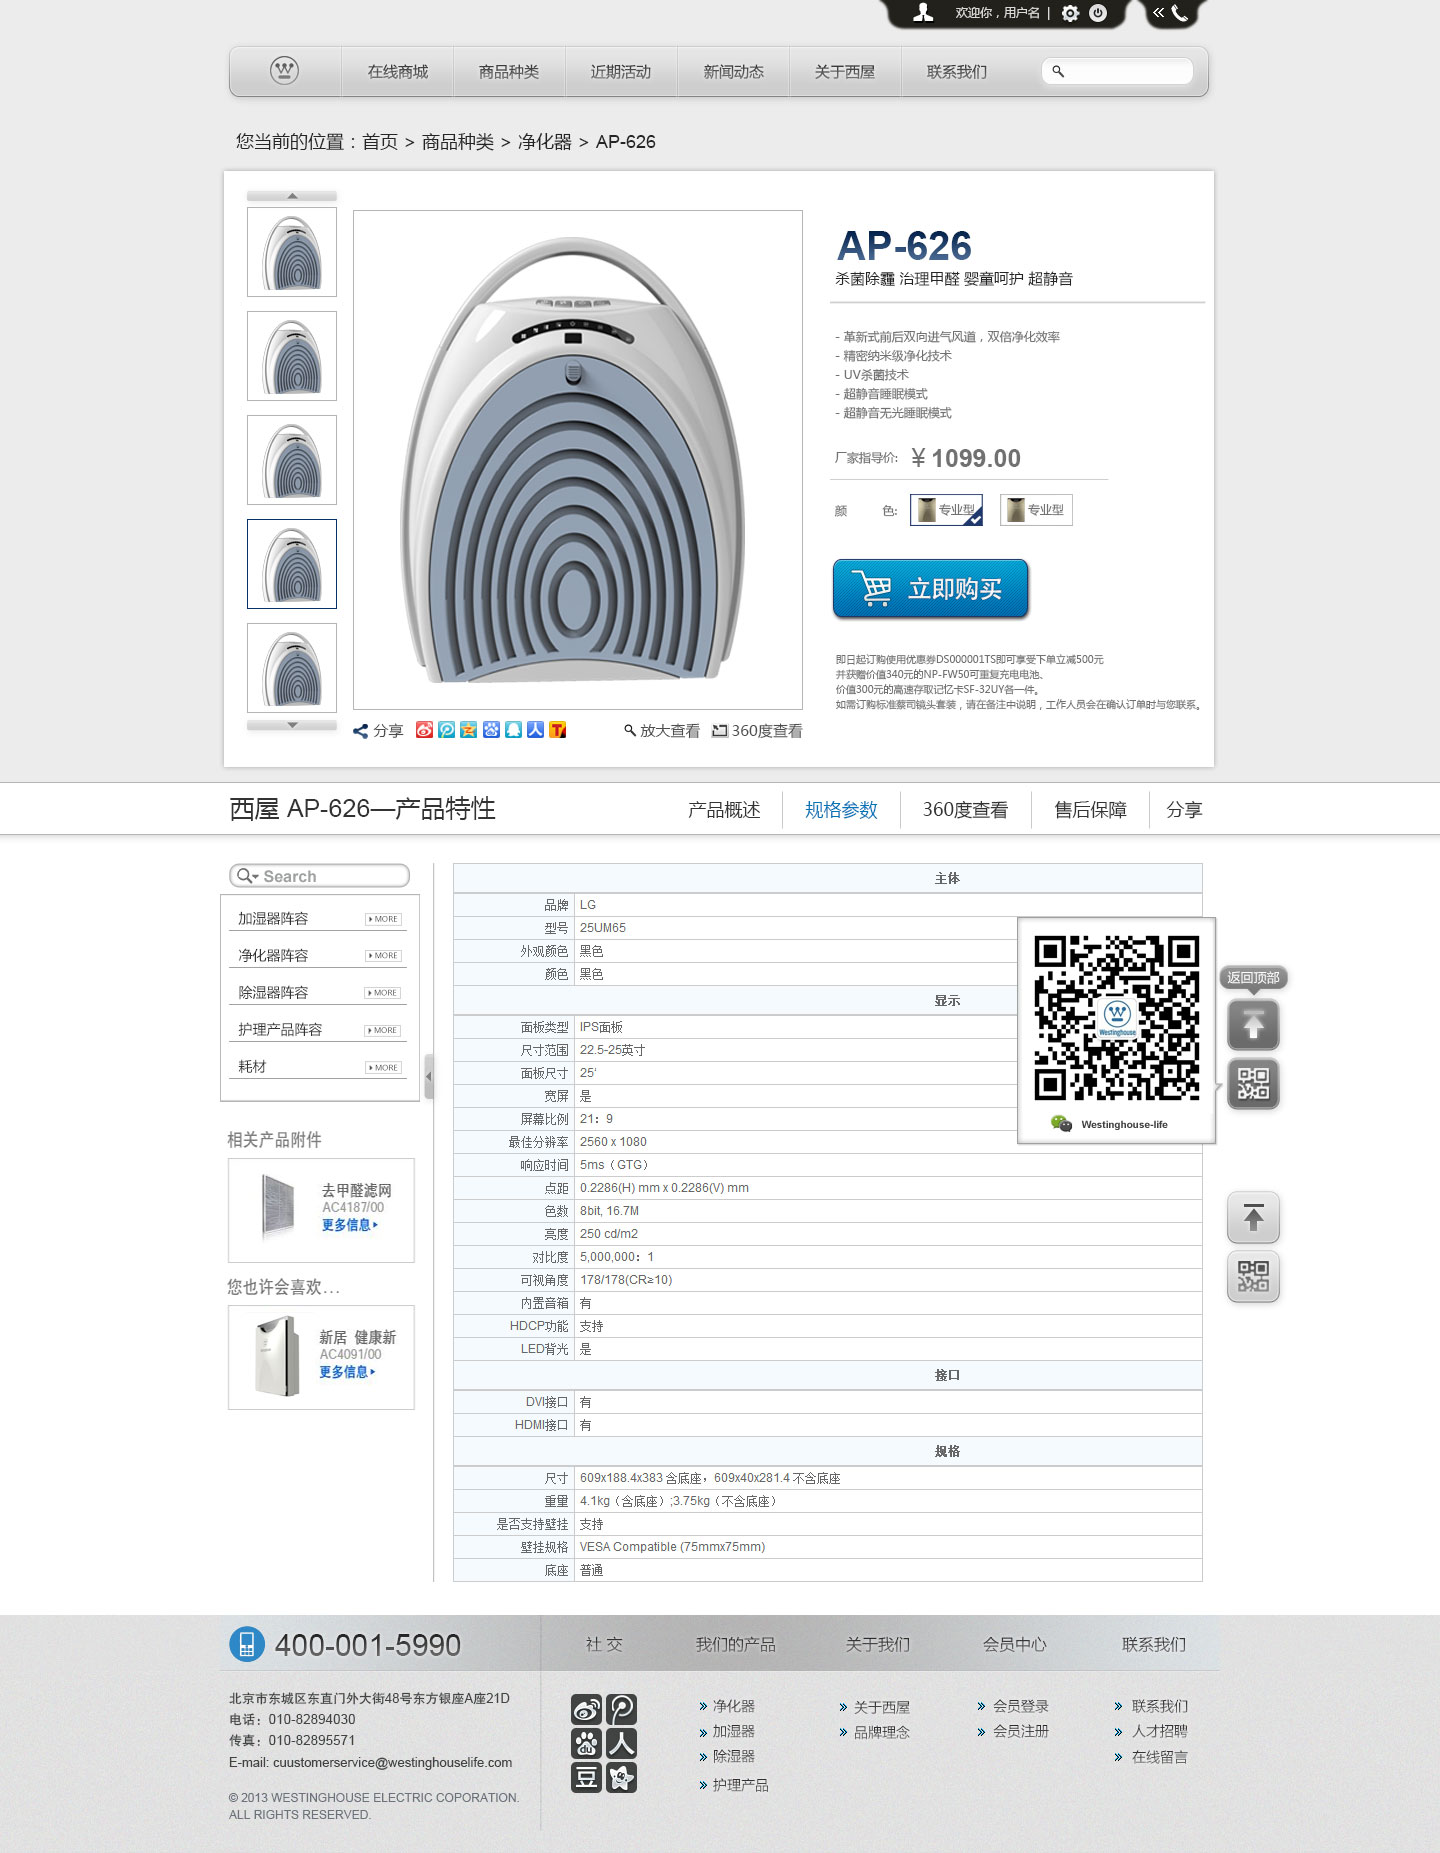 欢迎你，用户名 |
在线商城 商品种类 近期活动 新闻动态 关于西屋 联系我们
您当前的位置：首页 > 商品种类 > 净化器 > AP-626
AP-626
杀菌除霾 治理甲醛 婴童呵护 超静音
- 革新式前后双向进气风道，双倍净化效率
- 精密纳米级净化技术
- UV杀菌技术
- 超静音睡眠模式
- 超静音无光睡眠模式
厂家指导价: ¥ 1099.00
颜 色: 专业型 专业型
立即购买
即日起订购使用优惠券DS000001TS即可享受下单立减500元
并获赠价值340元的NP-FW50可重复充电电池、
价值300元的高速存取记忆卡SF-32UY各一件。
如需订购标准蔡司镜头套装，请在备注中说明，工作人员会在确认订单时与您联系。
分享 放大查看 360度查看
西屋 AP-626—产品特性
产品概述 规格参数 360度查看 售后保障 分享
Search
加湿器阵容 MORE
净化器阵容 MORE
除湿器阵容 MORE
护理产品阵容 MORE
耗材 MORE
相关产品附件
去甲醛滤网
AC4187/00
更多信息
您也许会喜欢...
新居 健康新
AC4091/00
更多信息
主体
品牌 LG
型号 25UM65
外观颜色 黑色
颜色 黑色
显示
面板类型 IPS面板
尺寸范围 22.5-25英寸
面板尺寸 25'
宽屏 是
屏幕比例 21：9
最佳分辨率 2560 x 1080
响应时间 5ms（GTG）
点距 0.2286(H) mm x 0.2286(V) mm
色数 8bit, 16.7M
亮度 250 cd/m2
对比度 5,000,000：1
可视角度 178/178(CR≥10)
内置音箱 有
HDCP功能 支持
LED背光 是
接口
DVI接口 有
HDMI接口 有
规格
尺寸 609x188.4x383 含底座，609x40x281.4 不含底座
重量 4.1kg（含底座）;3.75kg（不含底座）
是否支持壁挂 支持
壁挂规格 VESA Compatible (75mmx75mm)
底座 普通
Westinghouse
Westinghouse-life
返回顶部
400-001-5990
社 交 我们的产品 关于我们 会员中心 联系我们
北京市东城区东直门外大街48号东方银座A座21D
电话：010-82894030
传真：010-82895571
E-mail: cuustomerservice@westinghouselife.com
© 2013 WESTINGHOUSE ELECTRIC COPORATION.
ALL RIGHTS RESERVED.
du 人
豆
净化器
加湿器
除湿器
护理产品
关于西屋
品牌理念
会员登录
会员注册
联系我们
人才招聘
在线留言